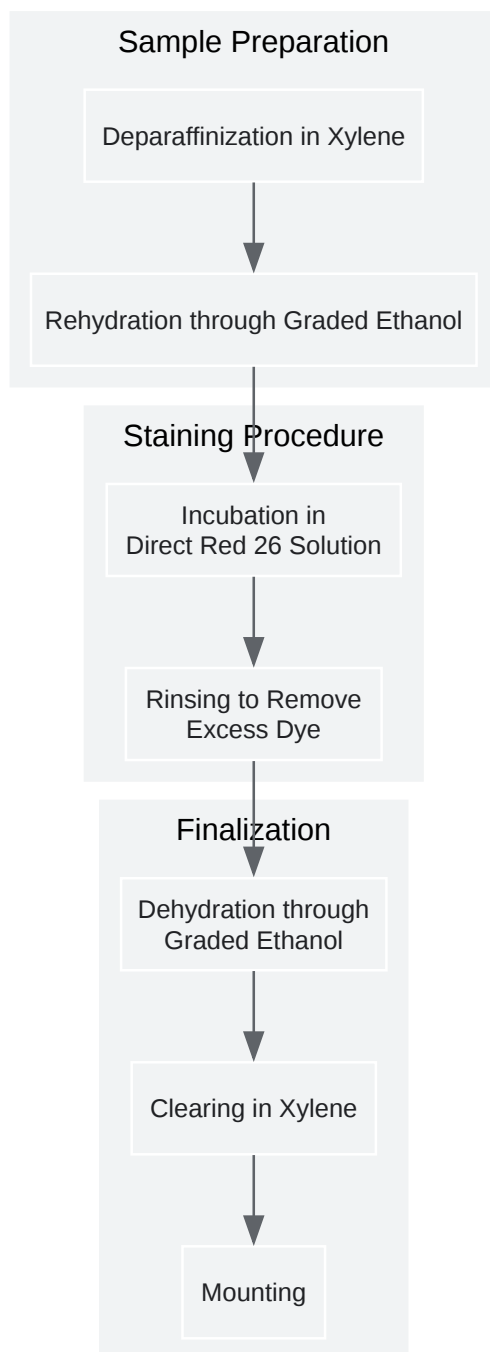 Sample Preparation
Deparaffinization in Xylene
Rehydration through Graded Ethanol
Staining Procedure
Incubation in
Direct Red 26 Solution
Rinsing to Remove
Excess Dye
Finalization
Dehydration through
Graded Ethanol
Clearing in Xylene
Mounting